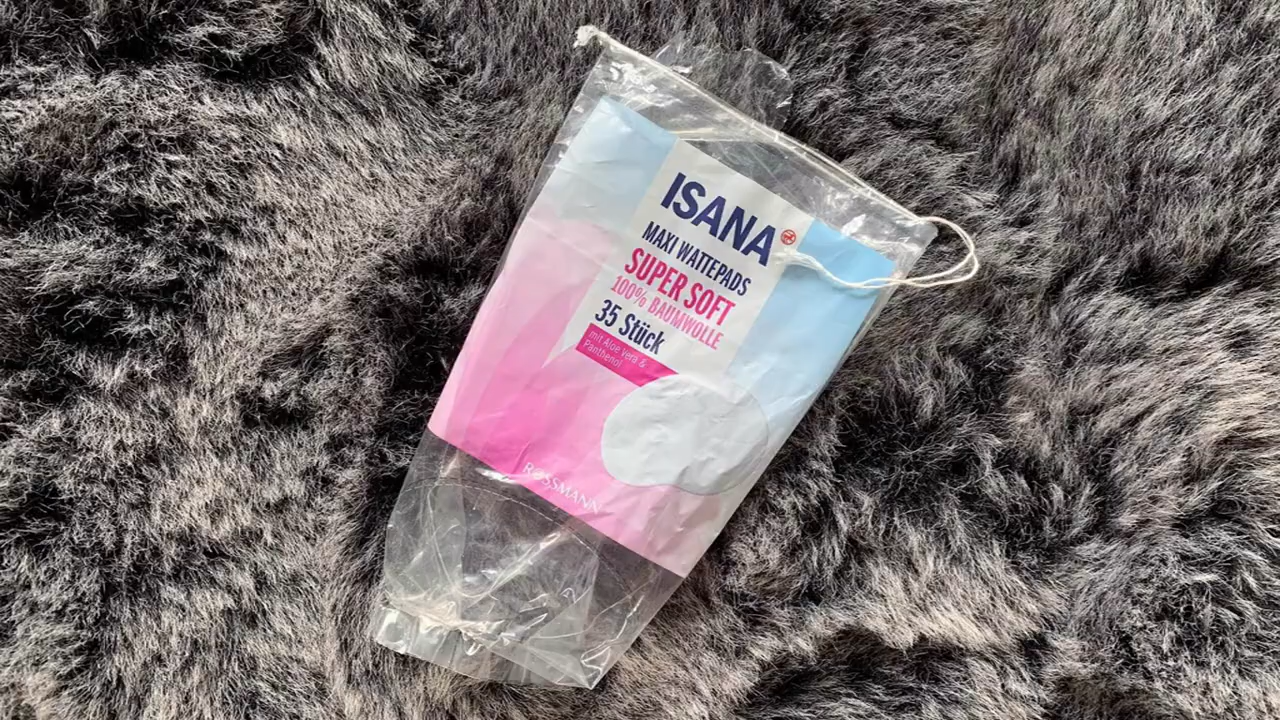 ISANA
MAXI WATTEPADS
SUPER SOFT
100% BAUMWOLLE
35 Stück
mit Aloe Vera &
Panthenol
ROSSMANN